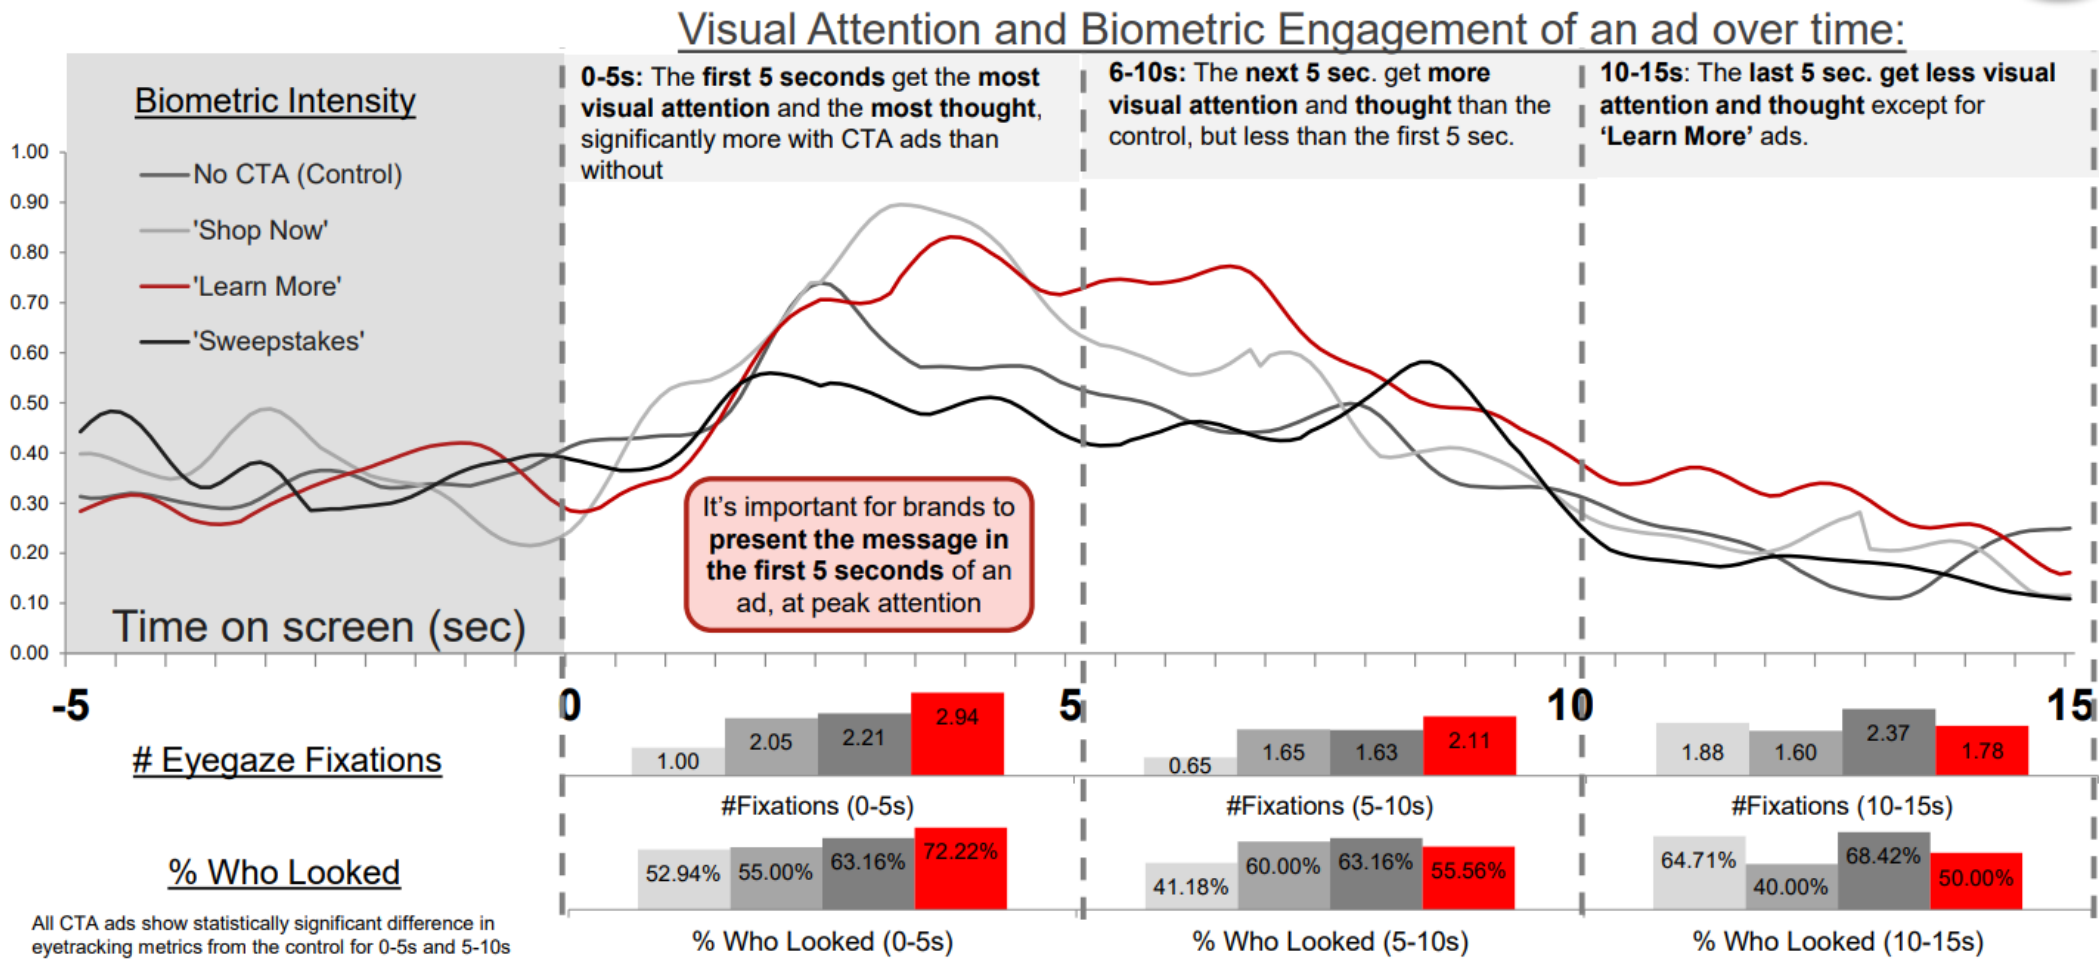 Visual Attention and Biometric Engagement of an ad over time:
Biometric Intensity
No CTA (Control)
'Shop Now'
'Learn More'
'Sweepstakes'
0-5s: The first 5 seconds get the most
visual attention and the most thought,
significantly more with CTA ads than
without
6-10s: The next 5 sec. get more
visual attention and thought than the
control, but less than the first 5 sec.
10-15s: The last 5 sec. get less visual
attention and thought except for
‘Learn More’ ads.
1.00
0.90
0.80
0.70
0.60
0.50
0.40
0.30
0.20
0.10
0.00
It’s important for brands to
present the message in
the first 5 seconds of an
ad, at peak attention
Time on screen (sec)
-5 0 5 10 15
# Eyegaze Fixations
1.00 2.05 2.21 2.94
#Fixations (0-5s)
0.65 1.65 1.63 2.11
#Fixations (5-10s)
1.88 1.60 2.37 1.78
#Fixations (10-15s)
% Who Looked
52.94% 55.00% 63.16% 72.22%
% Who Looked (0-5s)
41.18% 60.00% 63.16% 55.56%
% Who Looked (5-10s)
64.71% 40.00% 68.42% 50.00%
% Who Looked (10-15s)
All CTA ads show statistically significant difference in
eyetracking metrics from the control for 0-5s and 5-10s